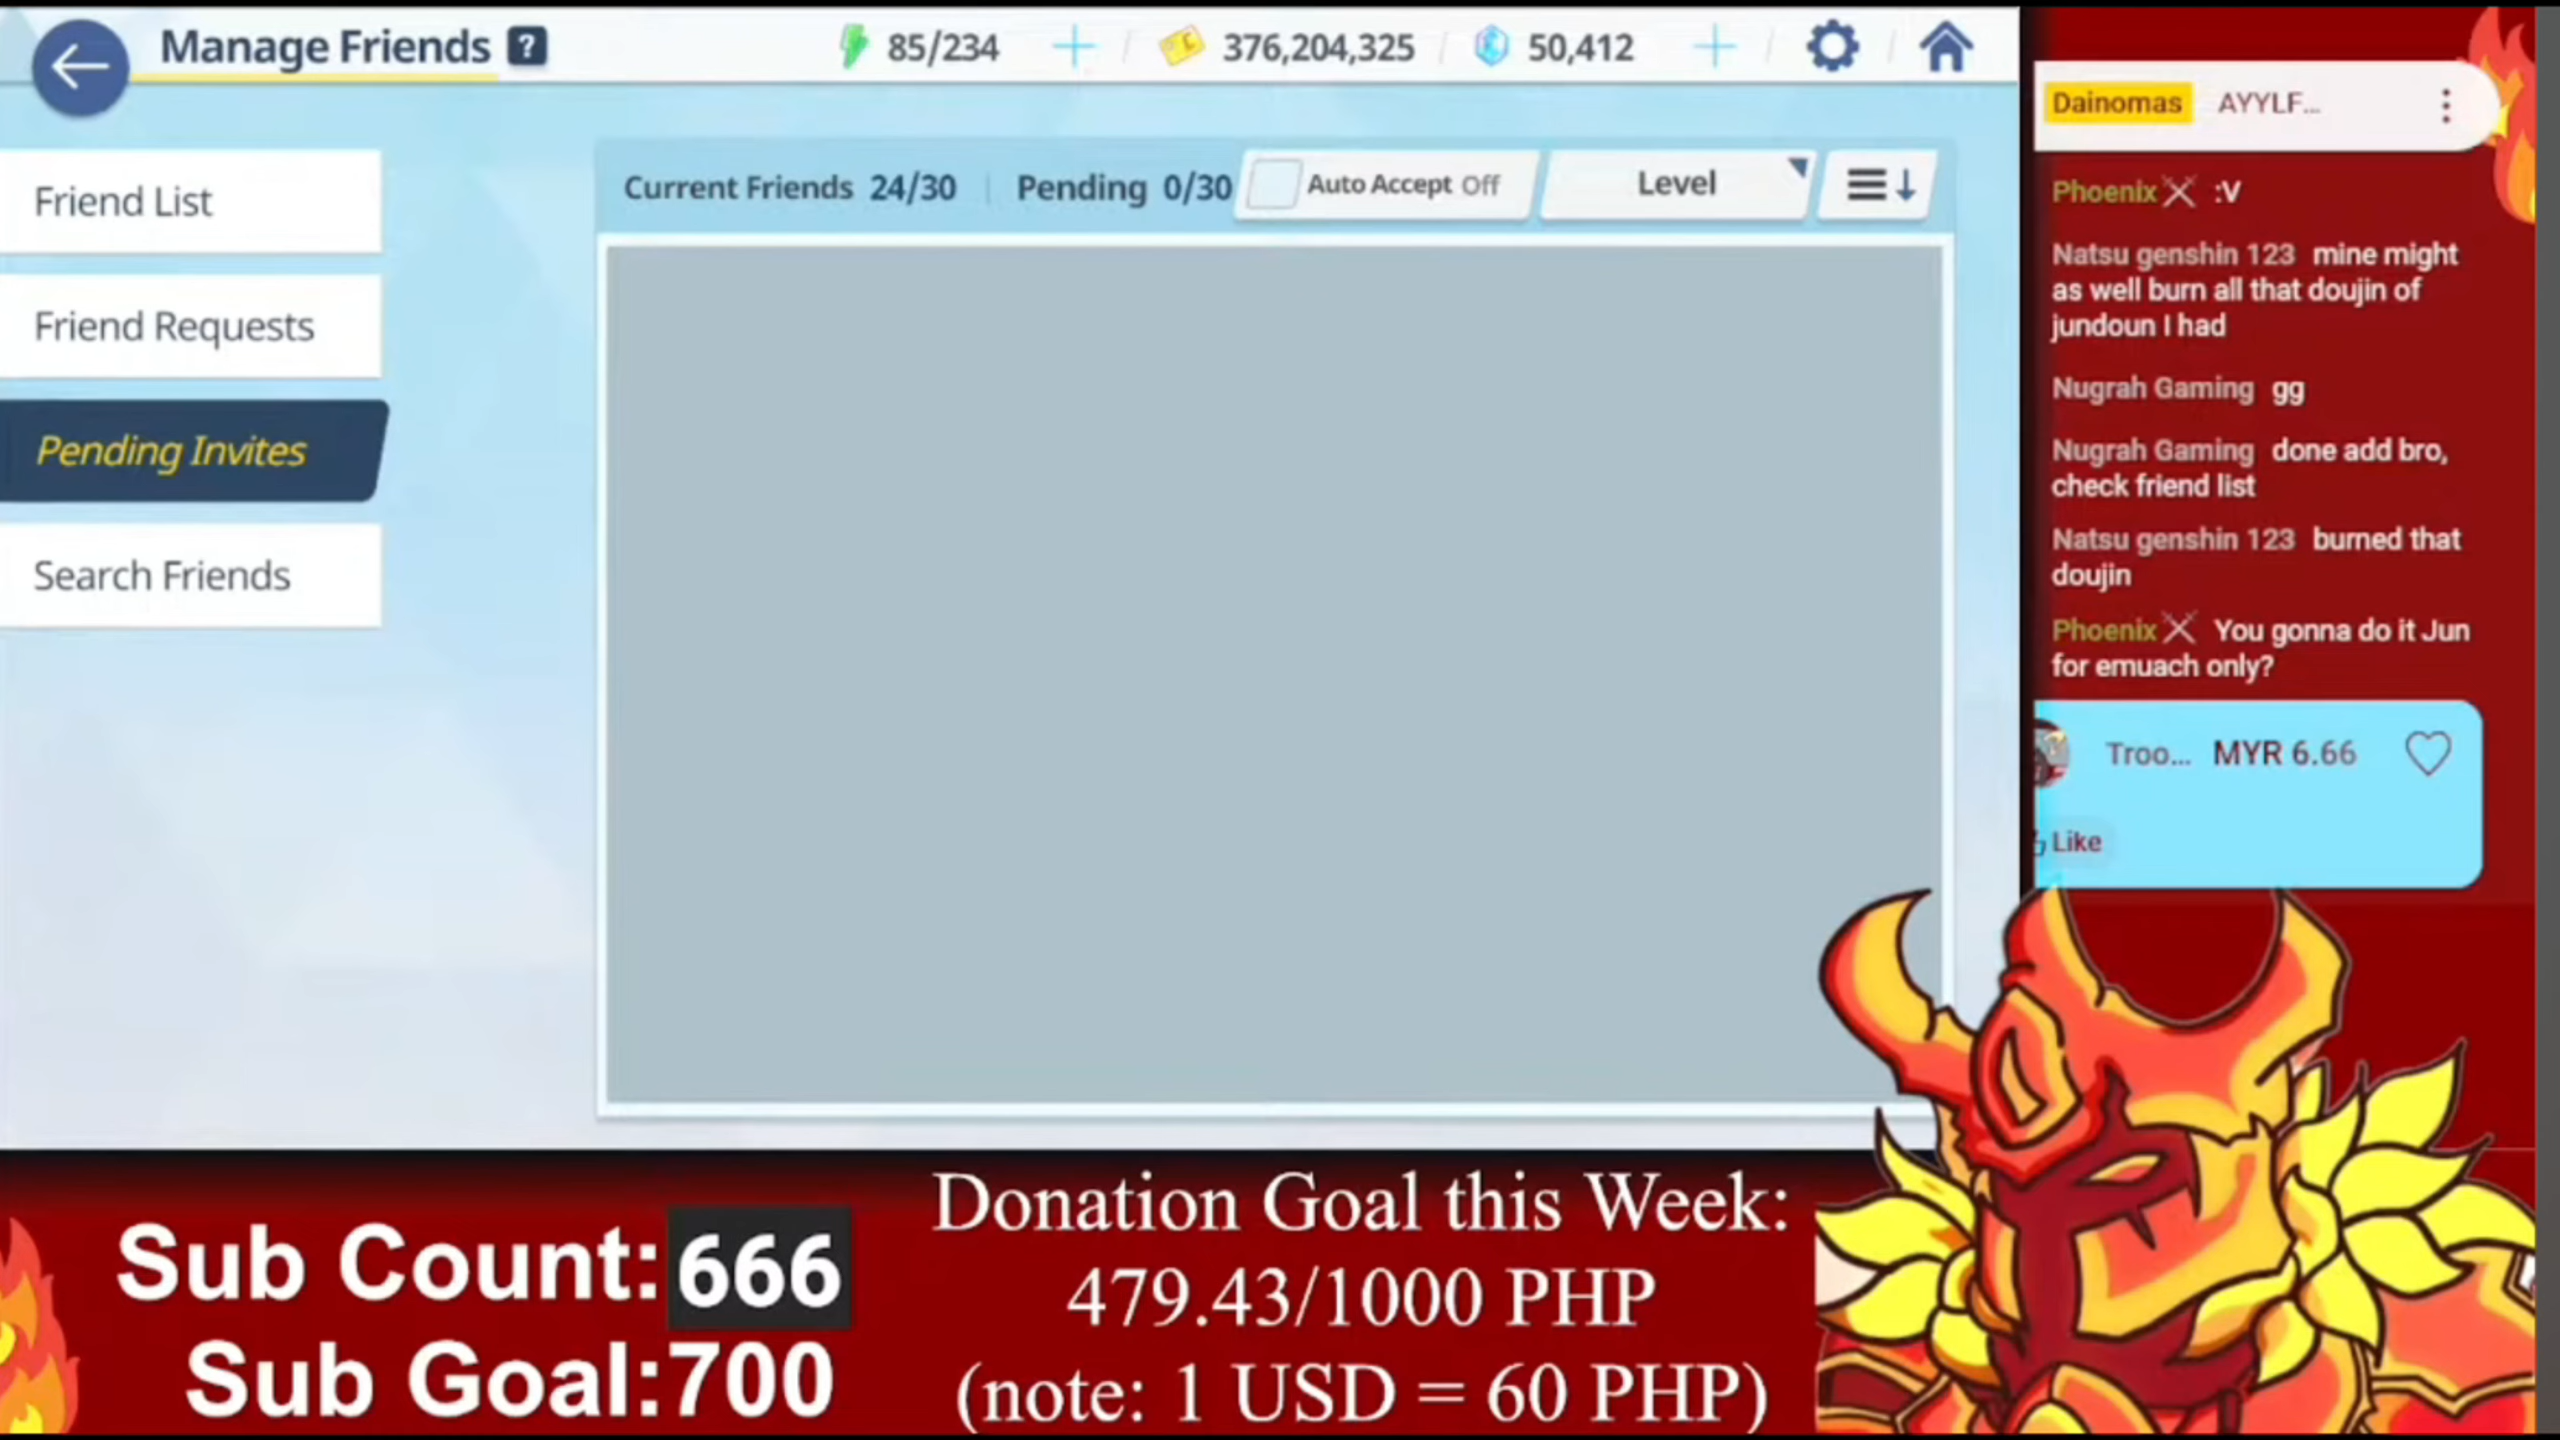 Manage Friends ?
85/234
376,204,325
50,412
Friend List
Friend Requests
Pending Invites
Search Friends
Current Friends 24/30
Pending 0/30
Auto Accept Off
Level
Dainomas AYYLF...
Phoenix :V
Natsu genshin 123 mine might
as well burn all that doujin of
jundoun I had
Nugrah Gaming gg
Nugrah Gaming done add bro,
check friend list
Natsu genshin 123 burned that
doujin
Phoenix You gonna do it Jun
for emuach only?
Troo... MYR 6.66
Like
Sub Count: 666
Sub Goal:700
Donation Goal this Week:
479.43/1000 PHP
(note: 1 USD = 60 PHP)